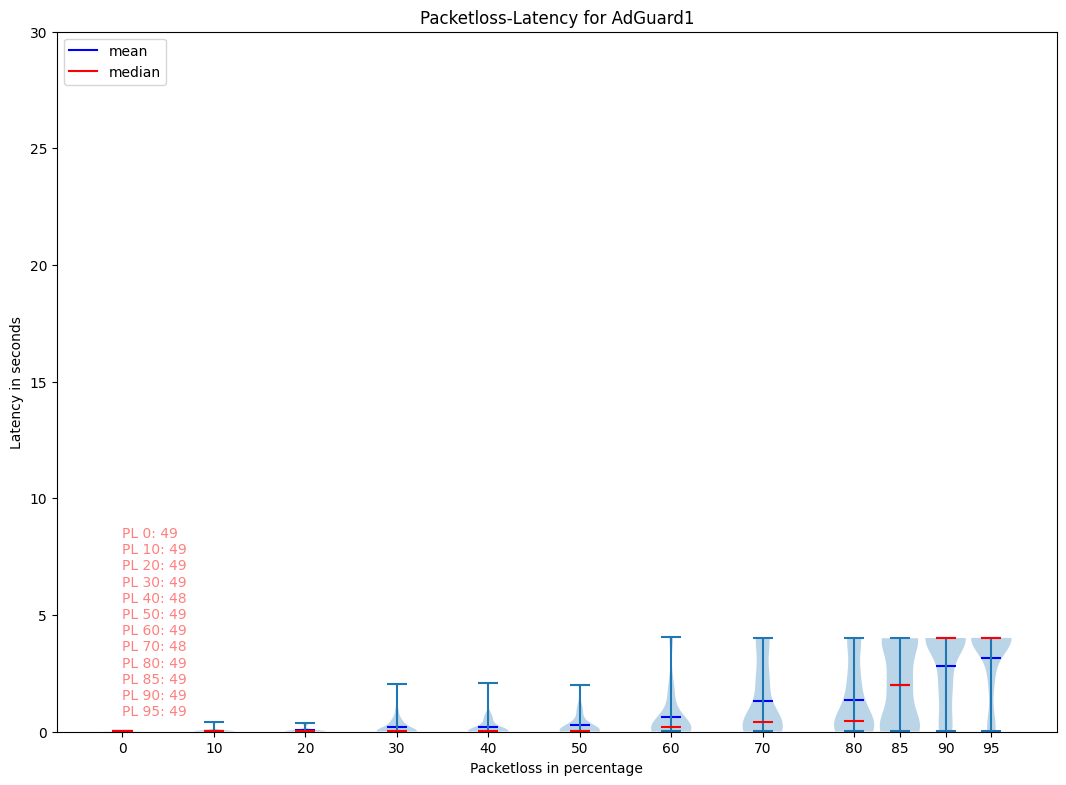 Packetloss-Latency for AdGuard1
30
25
20
15
10
5
0
Latency in seconds
mean
median
PL 0: 49
PL 10: 49
PL 20: 49
PL 30: 49
PL 40: 48
PL 50: 49
PL 60: 49
PL 70: 48
PL 80: 49
PL 85: 49
PL 90: 49
PL 95: 49
0 10 20 30 40 50 60 70 80 85 90 95
Packetloss in percentage